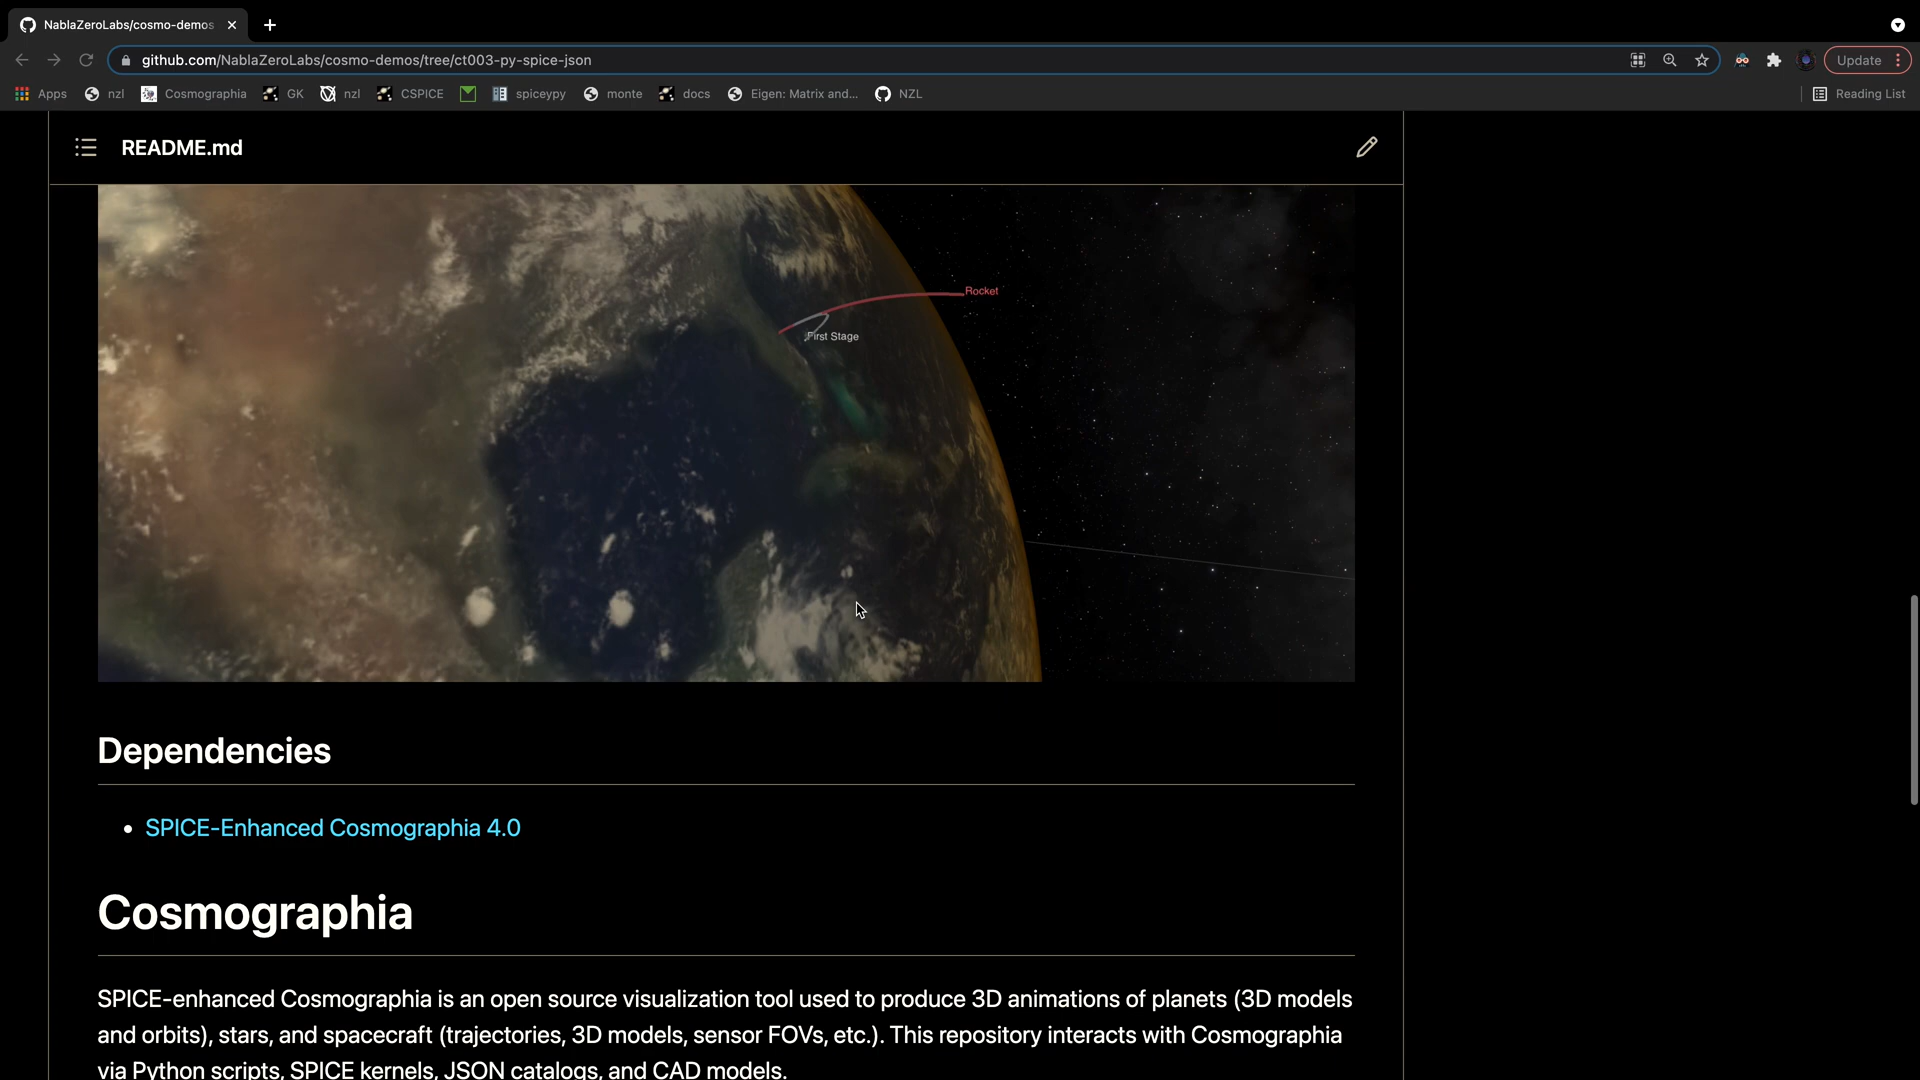 NablaZeroLabs/cosmo-demos
github.com/NablaZeroLabs/cosmo-demos/tree/ct003-py-spice-json
Update
Apps nzl Cosmographia GK nzl CSPICE spiceypy monte docs Eigen: Matrix and... NZL Reading List
README.md
Rocket
First Stage
Dependencies
SPICE-Enhanced Cosmographia 4.0
Cosmographia
SPICE-enhanced Cosmographia is an open source visualization tool used to produce 3D animations of planets (3D models
and orbits), stars, and spacecraft (trajectories, 3D models, sensor FOVs, etc.). This repository interacts with Cosmographia
via Python scripts, SPICE kernels, JSON catalogs, and CAD models.